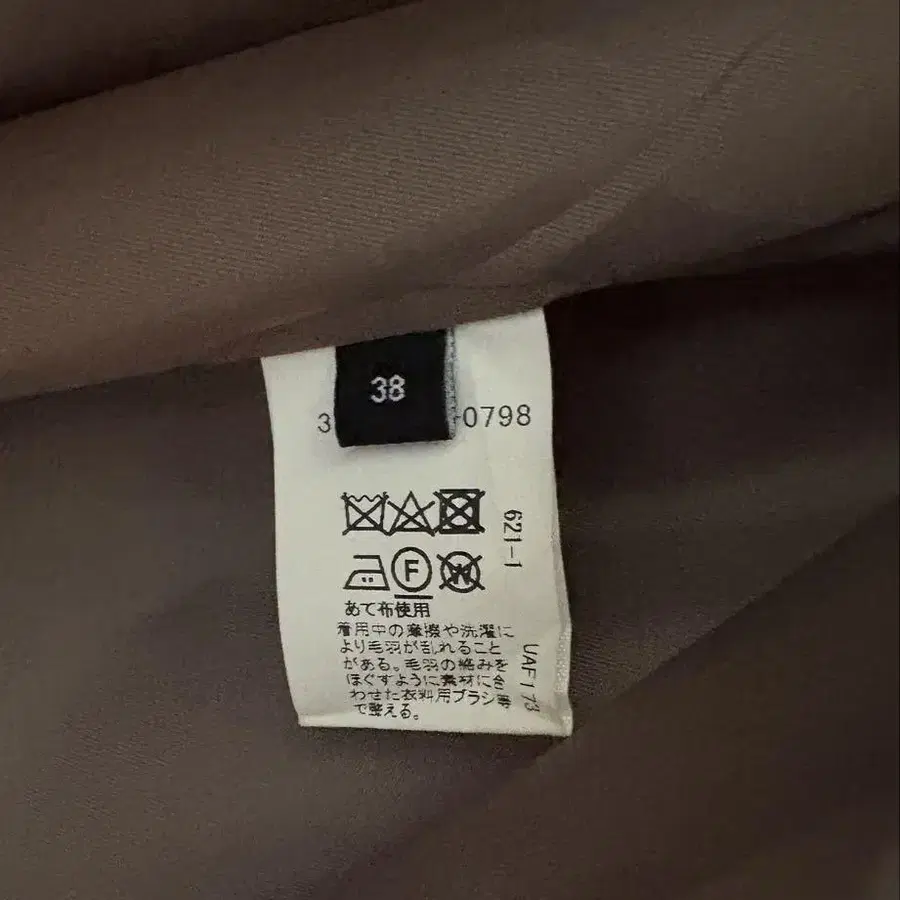 38
3
-0798
621-1
F
W
あて布使用
着用中の摩擦や洗濯に
より毛羽が乱れること
がある。毛羽の絡みを
ほぐすように素材に合
わせた衣料用ブラシ等
で整える。
UAF173